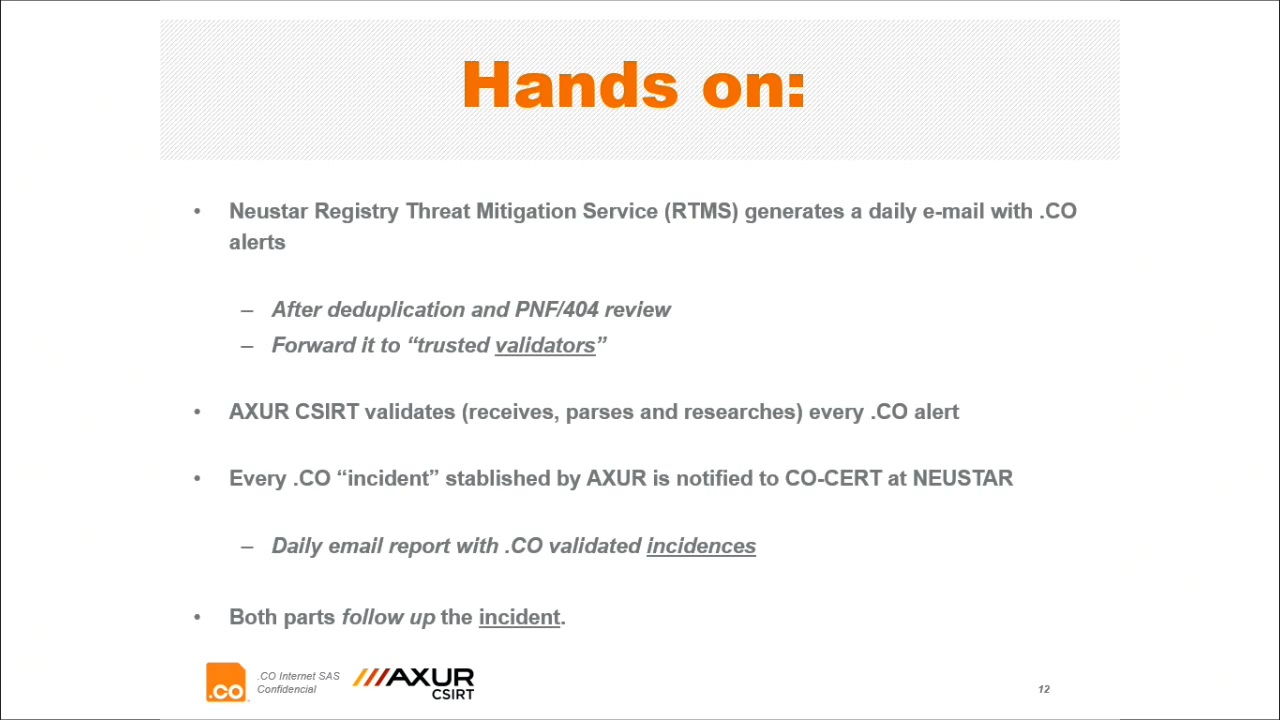 Hands on:
• Neustar Registry Threat Mitigation Service (RTMS) generates a daily e-mail with .CO
alerts
– After deduplication and PNF/404 review
– Forward it to “trusted validators”
• AXUR CSIRT validates (receives, parses and researches) every .CO alert
• Every .CO “incident” stablished by AXUR is notified to CO-CERT at NEUSTAR
– Daily email report with .CO validated incidences
• Both parts follow up the incident.
.CO
.CO Internet SAS
Confidencial
///AXUR
CSIRT
12